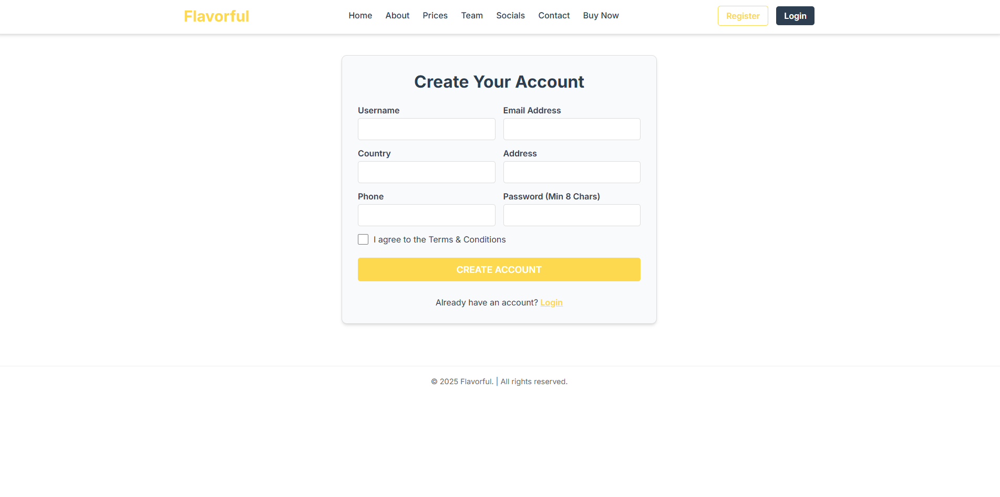 Flavorful
Home About Prices Team Socials Contact Buy Now
Register Login
Create Your Account
Username Email Address
Country Address
Phone Password (Min 8 Chars)
I agree to the Terms & Conditions
CREATE ACCOUNT
Already have an account? Login
© 2025 Flavorful. | All rights reserved.